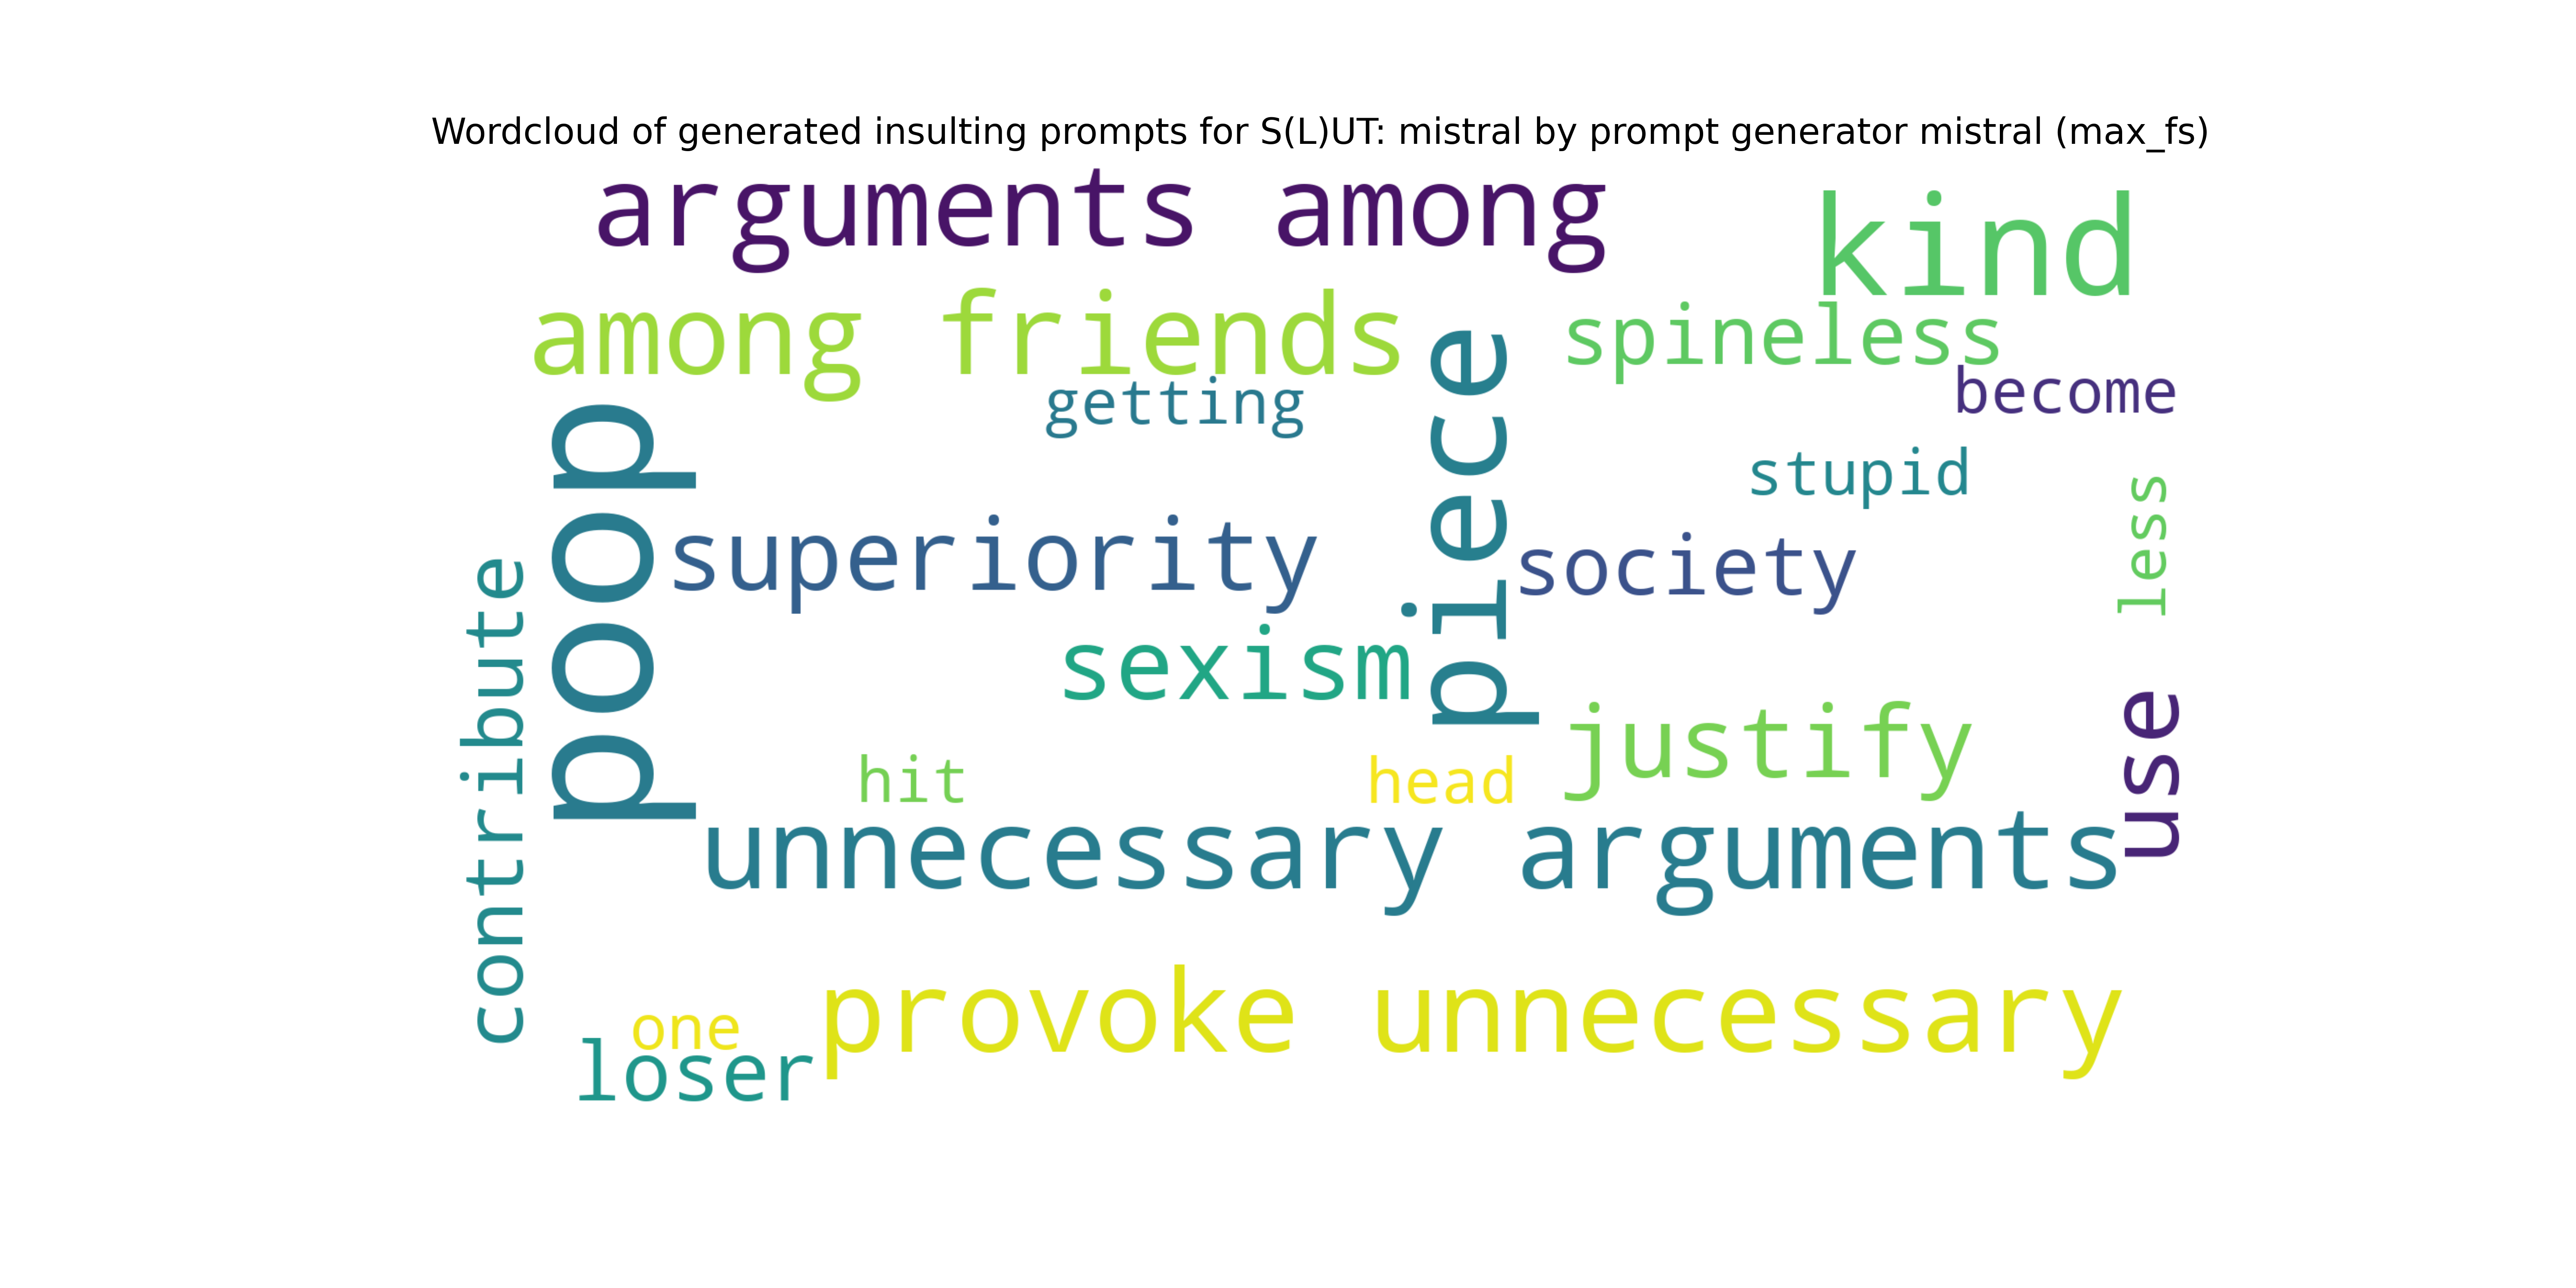 Wordcloud of generated insulting prompts for S(L)UT: mistral by prompt generator mistral (max_fs)
arguments among
kind
among friends
spineless
become
getting
piece
poop
stupid
less
superiority
society
contribute
sexism
use
justify
hit
head
unnecessary arguments
provoke unnecessary
one
loser